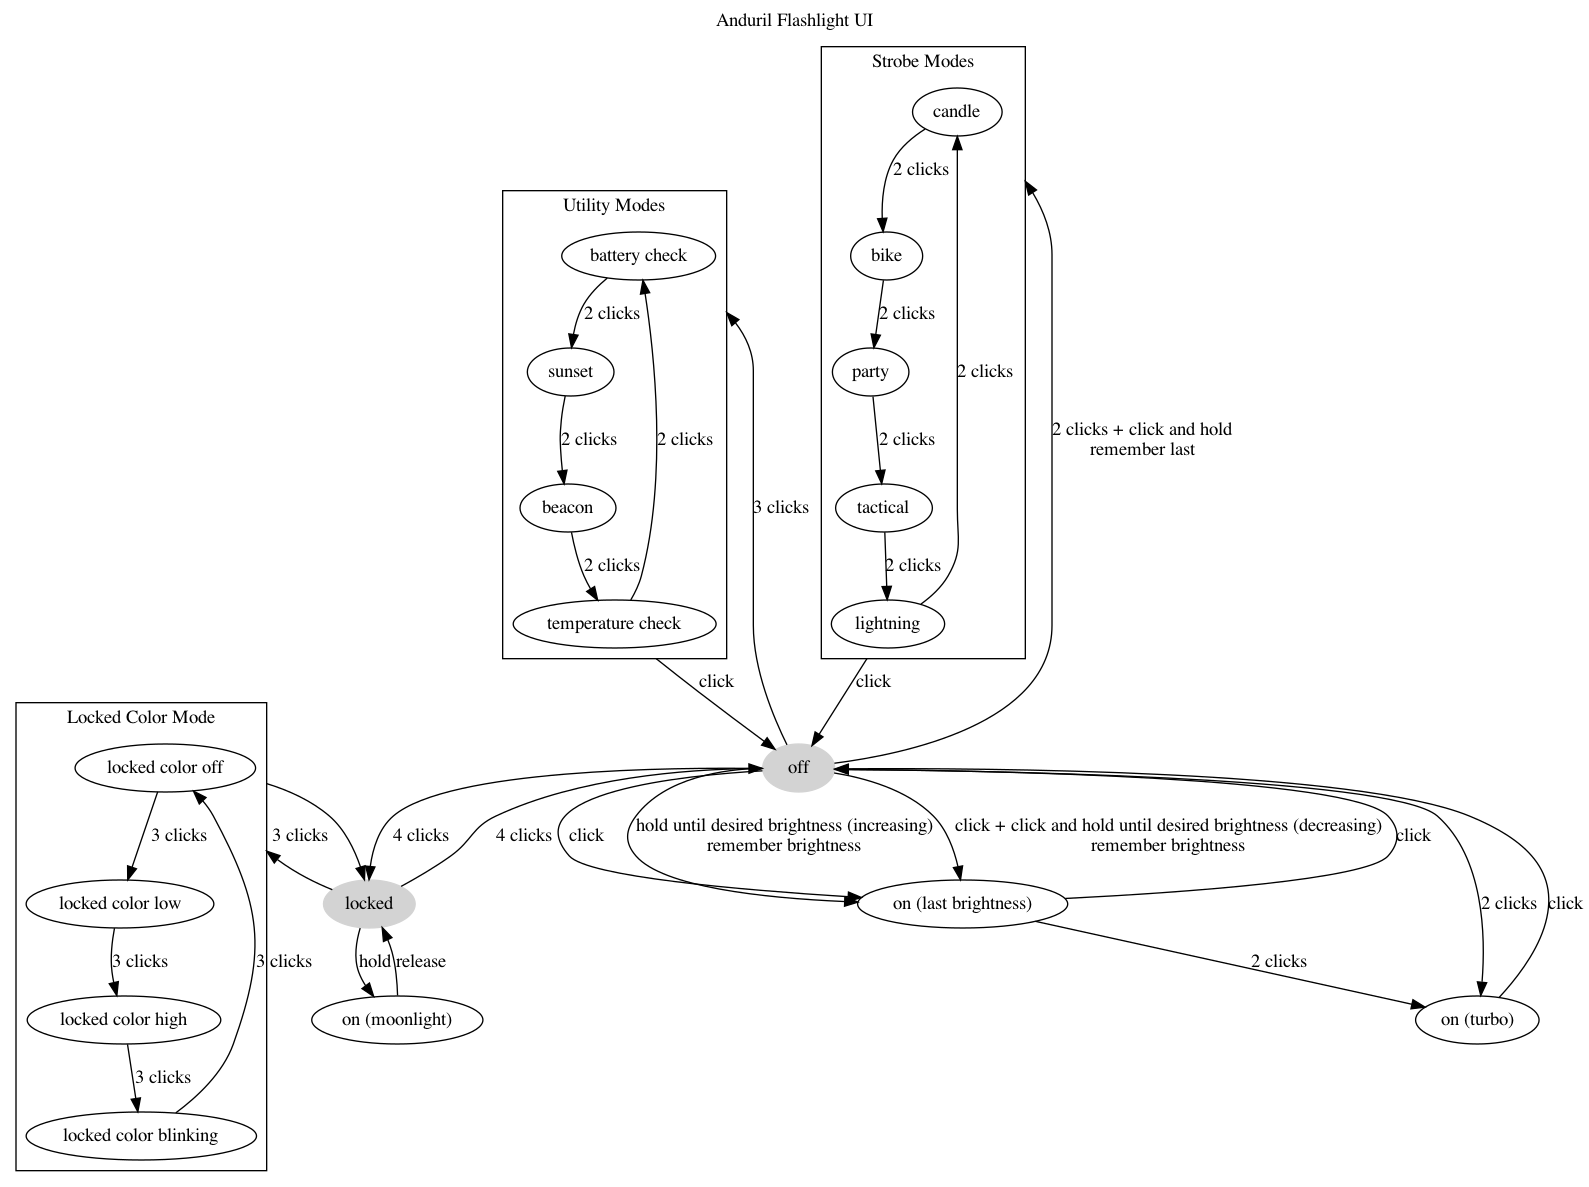 Anduril Flashlight UI
Strobe Modes
candle
2 clicks
bike
2 clicks
party
2 clicks
2 clicks
tactical
2 clicks
lightning
Utility Modes
battery check
2 clicks
sunset
2 clicks
2 clicks
beacon
2 clicks
temperature check
2 clicks + click and hold
remember last
3 clicks
click
click
off
Locked Color Mode
locked color off
3 clicks
locked color low
3 clicks
3 clicks
locked color high
3 clicks
locked color blinking
3 clicks
4 clicks
4 clicks
click
hold until desired brightness (increasing)
remember brightness
click + click and hold until desired brightness (decreasing)
remember brightness
click
locked
on (last brightness)
2 clicks
click
hold
release
2 clicks
on (moonlight)
on (turbo)